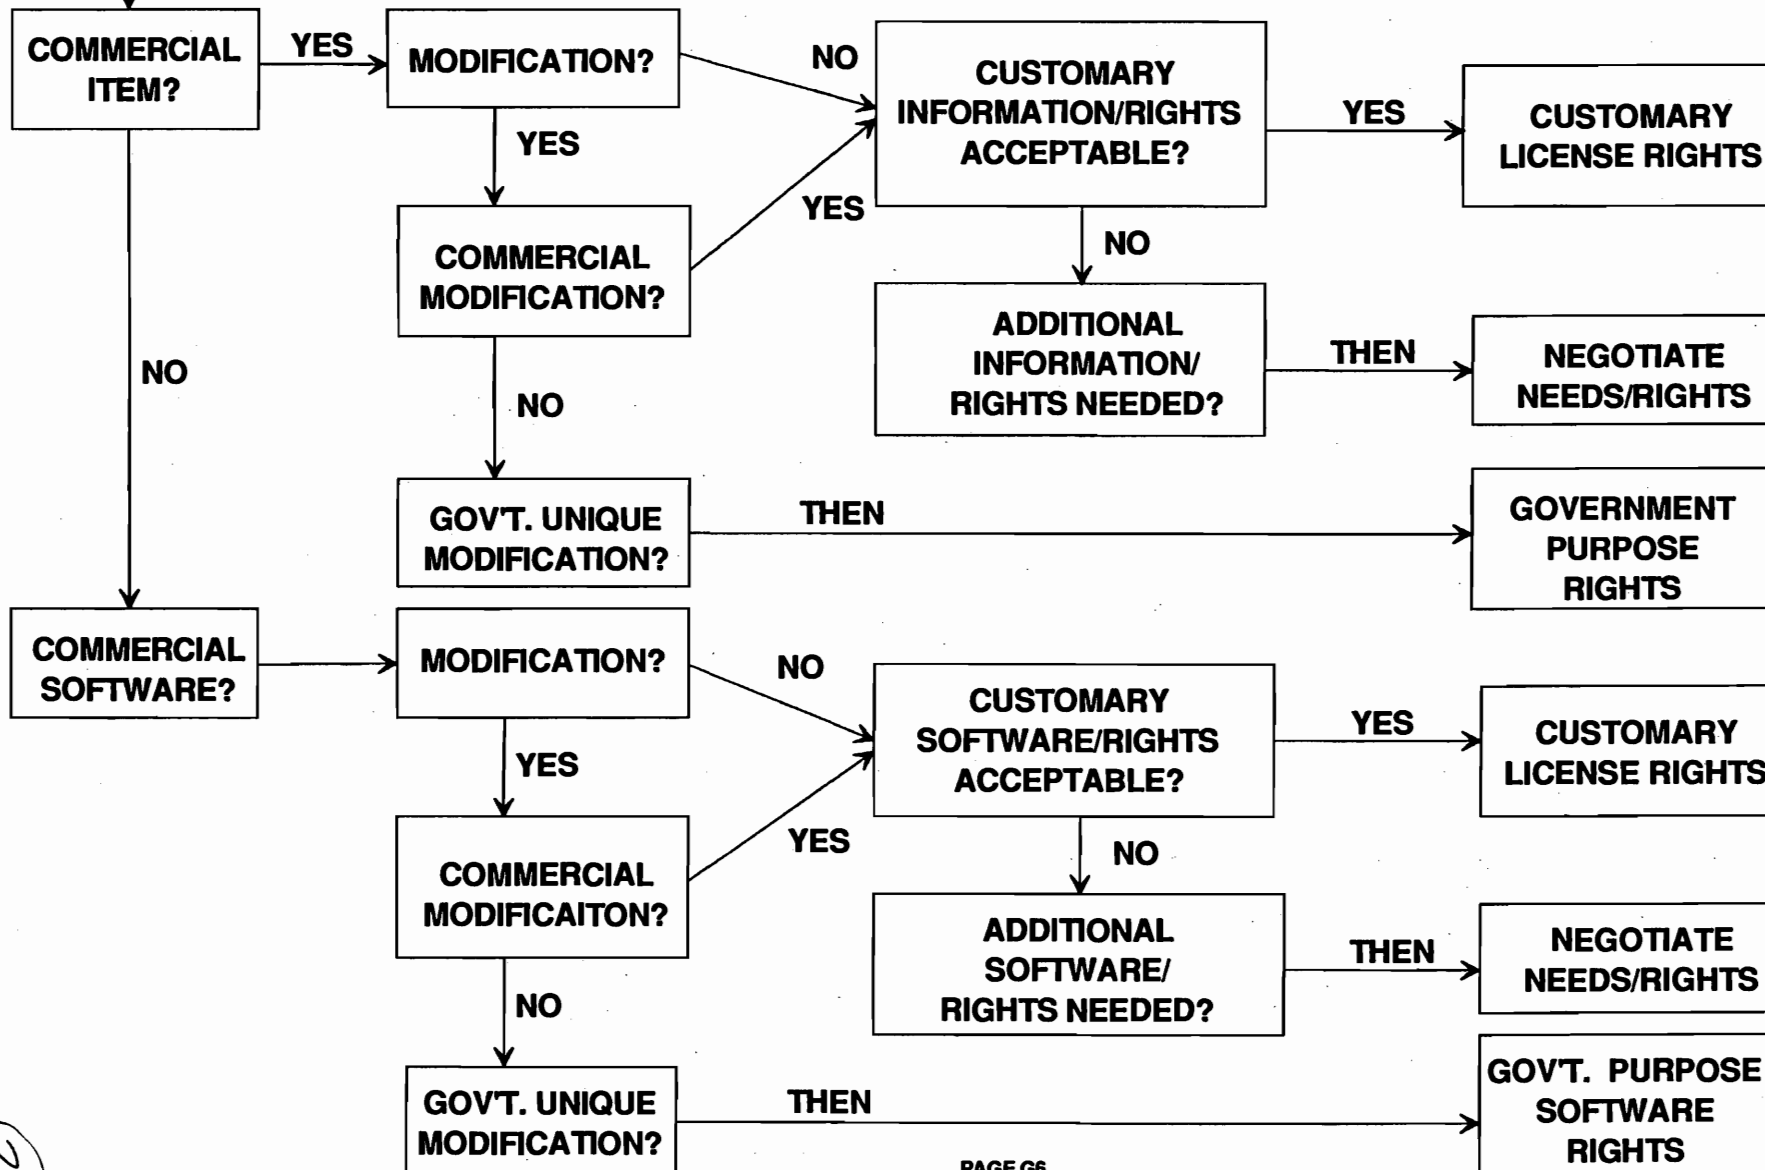 COMMERCIAL
ITEM?
YES
MODIFICATION?
NO
CUSTOMARY
INFORMATION/RIGHTS
ACCEPTABLE?
YES
CUSTOMARY
LICENSE RIGHTS
YES
COMMERCIAL
MODIFICATION?
YES
NO
ADDITIONAL
INFORMATION/
RIGHTS NEEDED?
THEN
NEGOTIATE
NEEDS/RIGHTS
NO
NO
GOV'T. UNIQUE
MODIFICATION?
THEN
GOVERNMENT
PURPOSE
RIGHTS
COMMERCIAL
SOFTWARE?
MODIFICATION?
NO
CUSTOMARY
SOFTWARE/RIGHTS
ACCEPTABLE?
YES
CUSTOMARY
LICENSE RIGHTS
YES
COMMERCIAL
MODIFICAITON?
YES
NO
ADDITIONAL
SOFTWARE/
RIGHTS NEEDED?
THEN
NEGOTIATE
NEEDS/RIGHTS
NO
GOV'T. UNIQUE
MODIFICATION?
THEN
GOV'T. PURPOSE
SOFTWARE
RIGHTS
PAGE G6